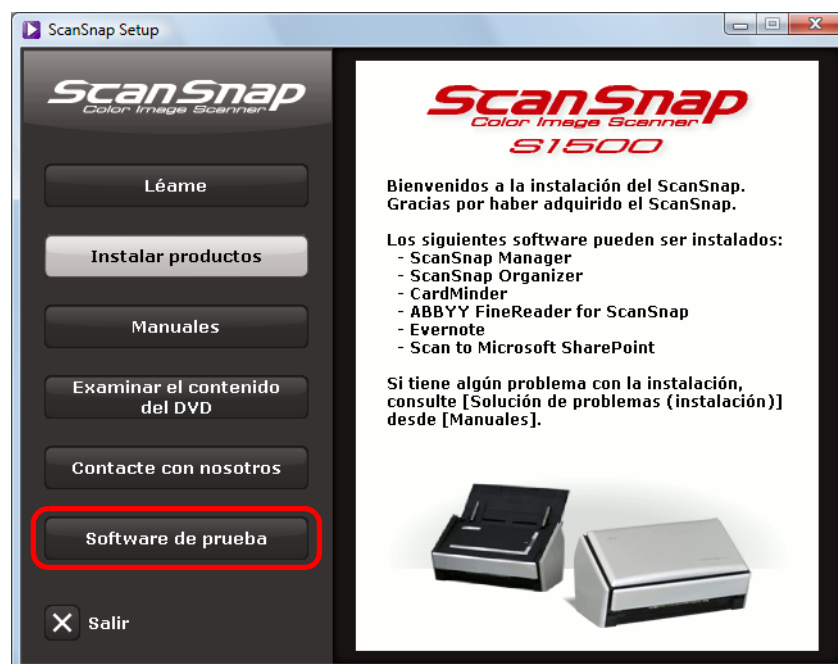 ScanSnap Setup
ScanSnap
Color Image Scanner
Léame
Instalar productos
Manuales
Examinar el contenido
del DVD
Contacte con nosotros
Software de prueba
Salir
ScanSnap
Color Image Scanner
S1500
Bienvenidos a la instalación del ScanSnap.
Gracias por haber adquirido el ScanSnap.
Los siguientes software pueden ser instalados:
- ScanSnap Manager
- ScanSnap Organizer
- CardMinder
- ABBYY FineReader for ScanSnap
- Evernote
- Scan to Microsoft SharePoint
Si tiene algún problema con la instalación,
consulte [Solución de problemas (instalación)]
desde [Manuales].